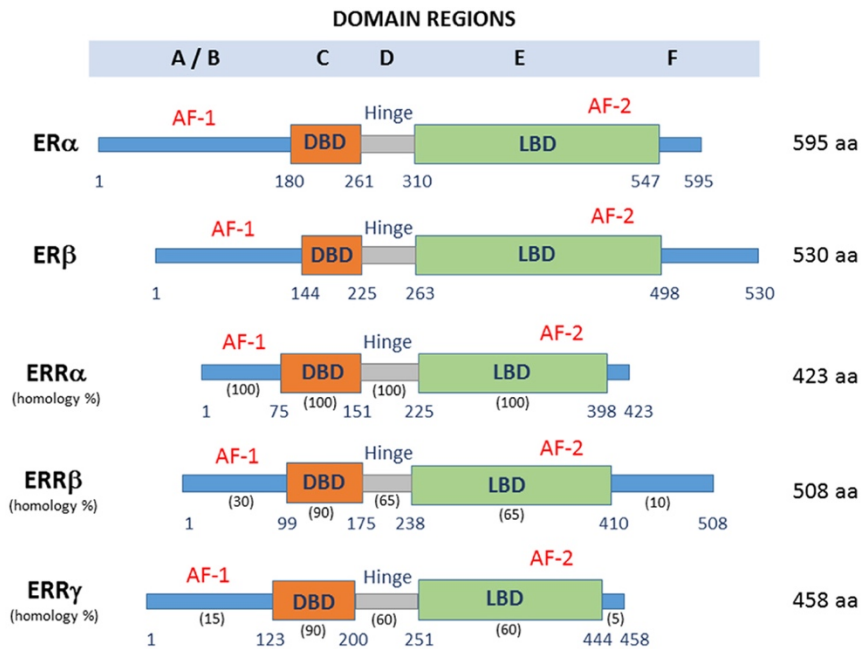 DOMAIN REGIONS
A / B C D E F
AF-1 Hinge AF-2
ERα DBD LBD 595 aa
1 180 261 310 547 595
AF-1 Hinge AF-2
ERβ DBD LBD 530 aa
1 144 225 263 498 530
AF-1 Hinge AF-2
ERRα DBD LBD 423 aa
(homology %) (100) (100) (100) (100)
1 75 151 225 398 423
AF-1 Hinge AF-2
ERRβ DBD LBD 508 aa
(homology %) (30) (90) (65) (65) (10)
1 99 175 238 410 508
AF-1 Hinge AF-2
ERRγ DBD LBD 458 aa
(homology %) (15) (90) (60) (60) (5)
1 123 200 251 444 458